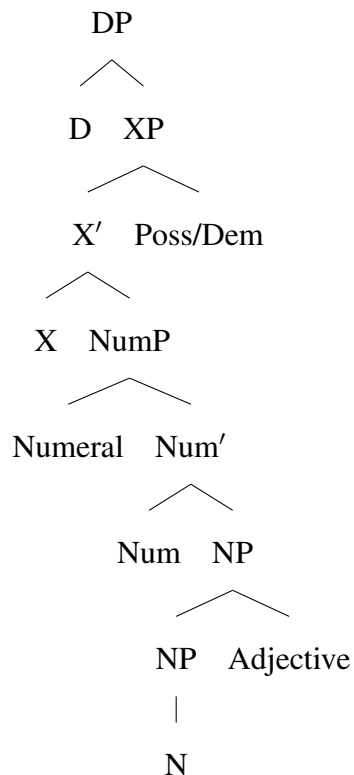 DP
D XP
X′ Poss/Dem
X NumP
Numeral Num′
Num NP
NP Adjective
N